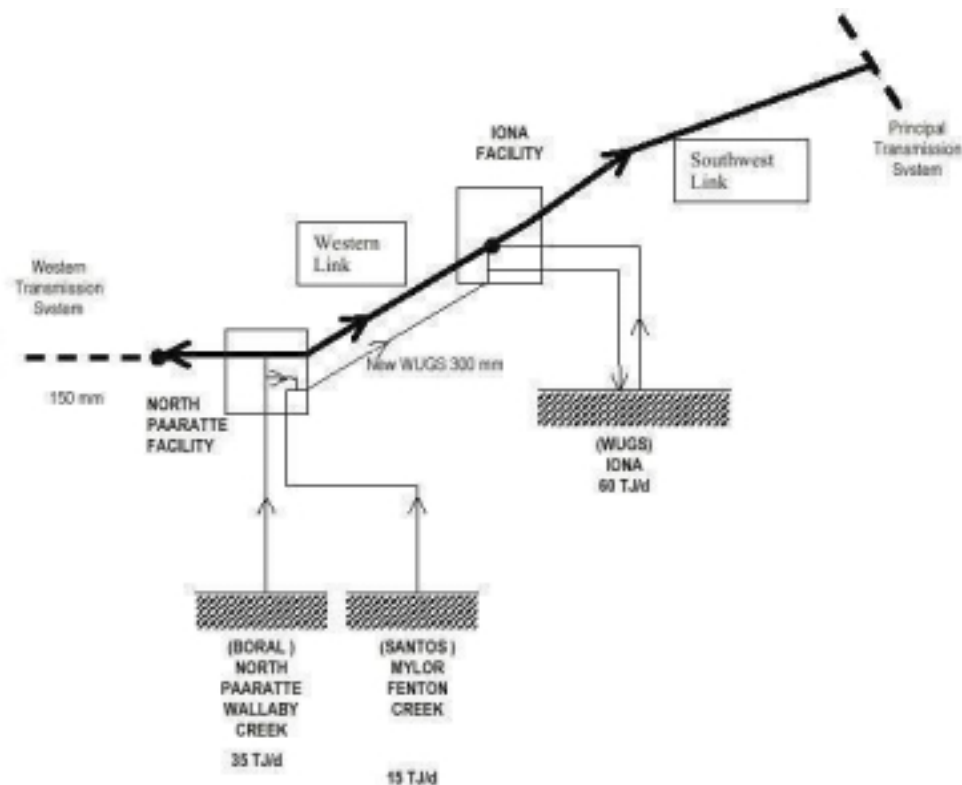 Principal
Transmission
System
IONA
FACILITY
Southwest
Link
Western
Link
Western
Transmission
System
New WUGS 300 mm
150 mm
NORTH
PAARATTE
FACILITY
(WUGS)
IONA
60 TJ/d
(BORAL )
NORTH
PAARATTE
WALLABY
CREEK
35 TJ/d
(SANTOS )
MYLOR
FENTON
CREEK
15 TJ/d